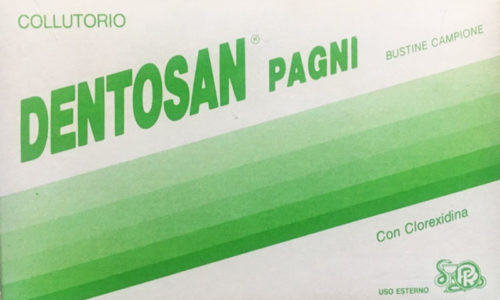 COLLUTORIO
DENTOSAN® PAGNI
BUSTINE CAMPIONE
Con Clorexidina
USO ESTERNO